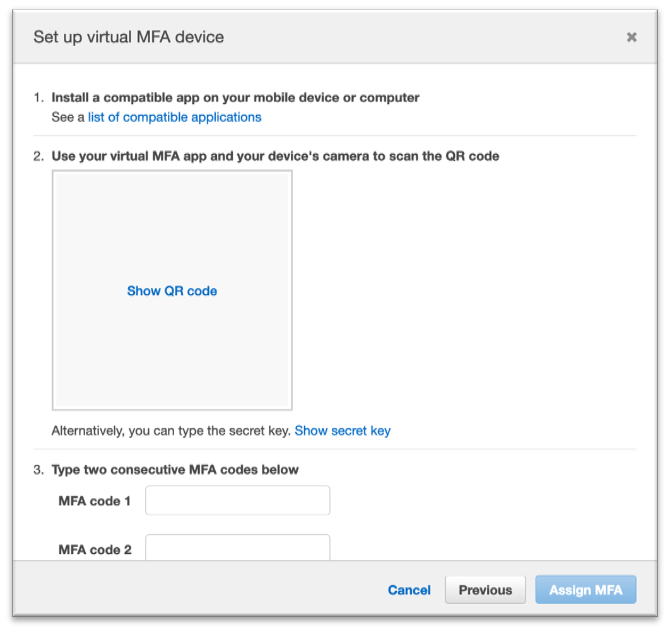 Set up virtual MFA device
1. Install a compatible app on your mobile device or computer
See a list of compatible applications
2. Use your virtual MFA app and your device's camera to scan the QR code
Show QR code
Alternatively, you can type the secret key. Show secret key
3. Type two consecutive MFA codes below
MFA code 1
MFA code 2
Cancel Previous Assign MFA